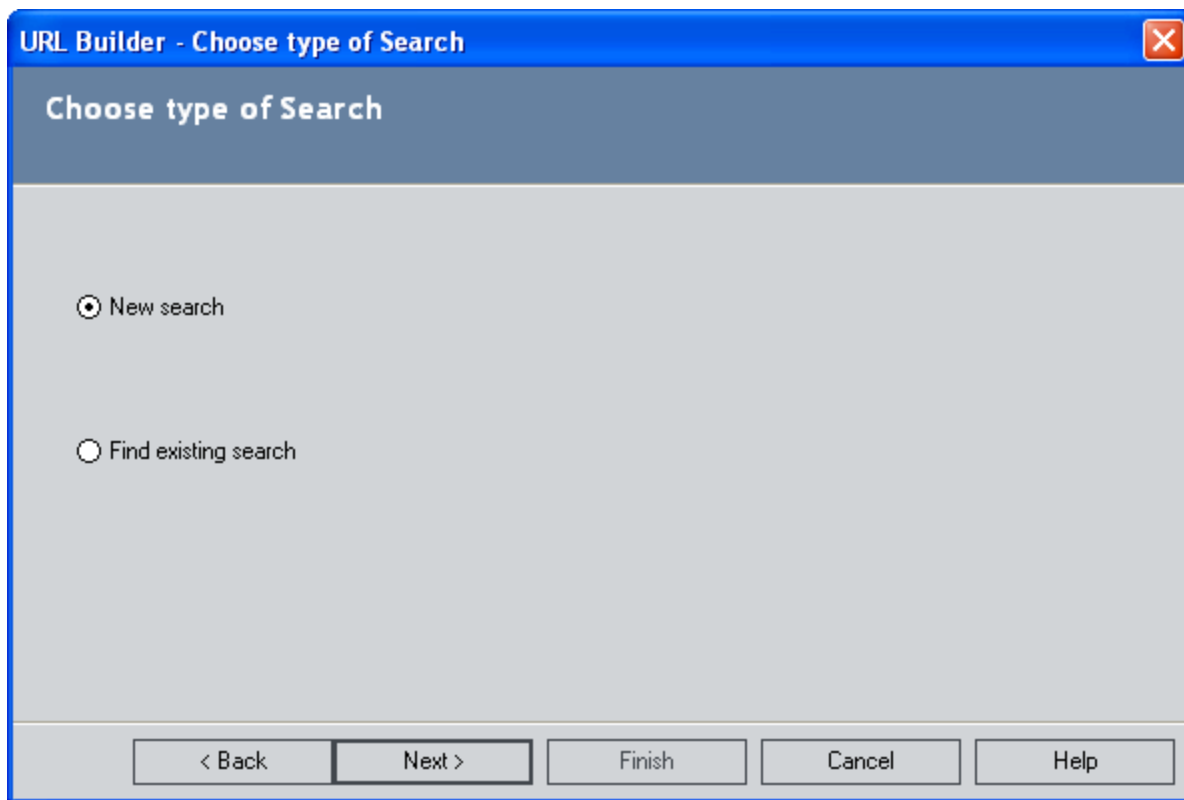 URL Builder - Choose type of Search
Choose type of Search
New search
Find existing search
< Back Next > Finish Cancel Help